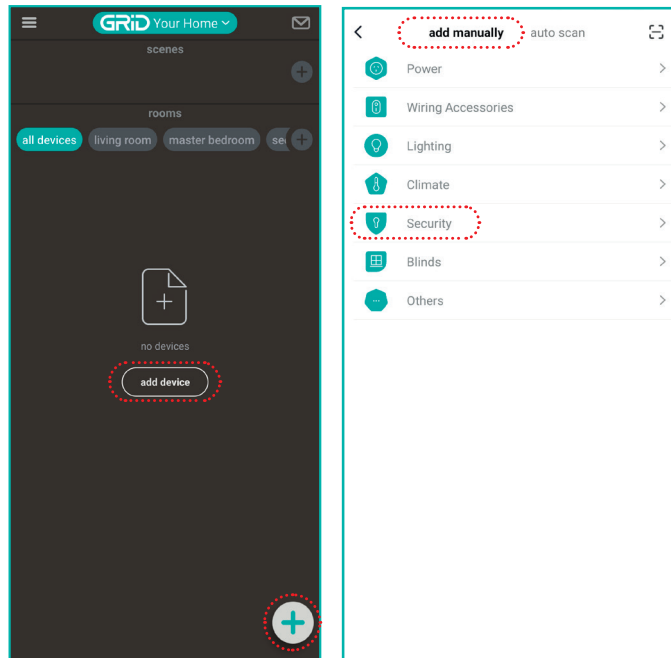 GRiD Your Home
scenes
rooms
all devices living room master bedroom
no devices
add device
add manually auto scan
Power
Wiring Accessories
Lighting
Climate
Security
Blinds
Others